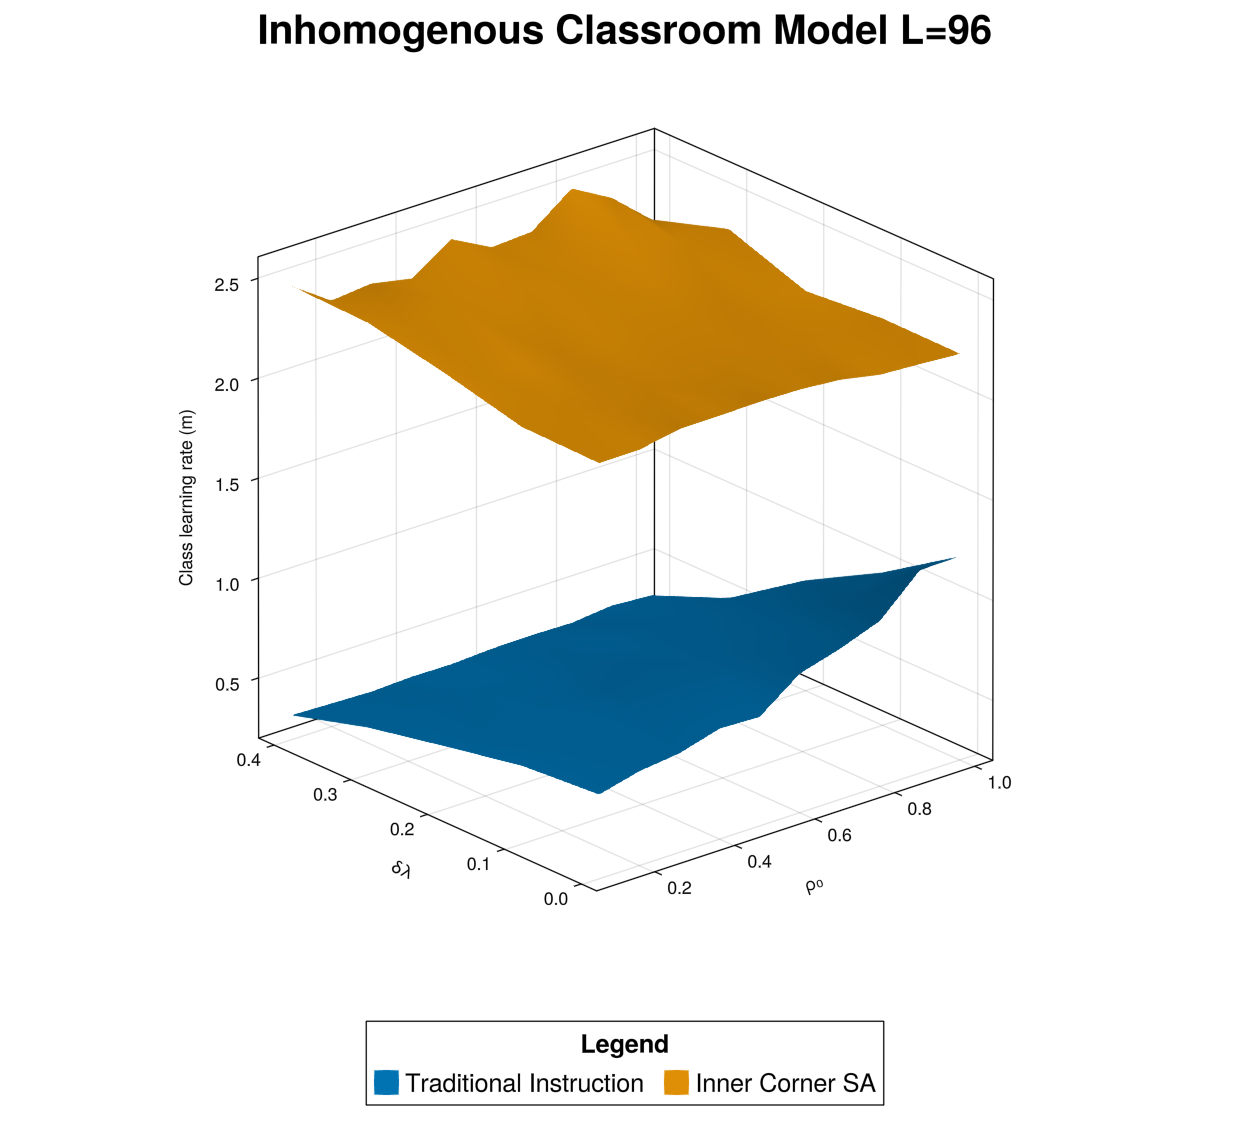 Inhomogenous Classroom Model L=96
Class learning rate (m)
2.5
2.0
1.5
1.0
0.5
0.4
0.3
0.2
0.1
0.0
δλ
0.2
0.4
0.6
0.8
1.0
ρ⁰
Legend
Traditional Instruction
Inner Corner SA